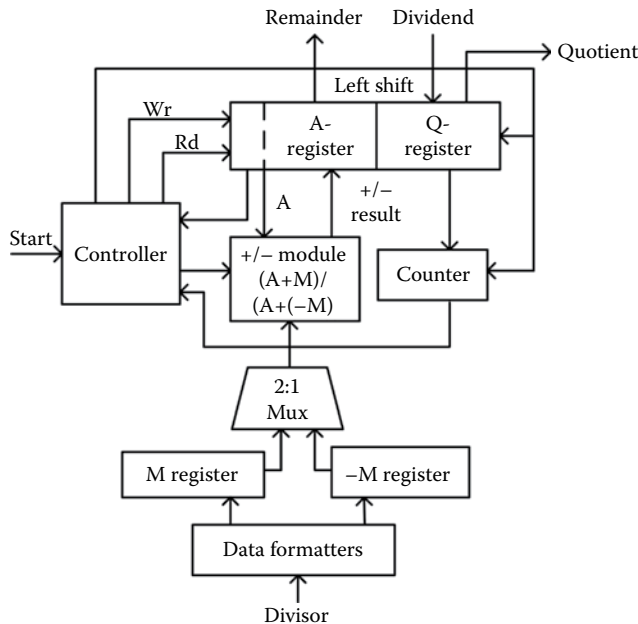 Remainder
Dividend
Quotient
Left shift
Wr
A-
register
Q-
register
Rd
A
+/−
result
Start
Controller
+/− module
(A+M)/
(A+(−M)
Counter
2:1
Mux
M register
−M register
Data formatters
Divisor